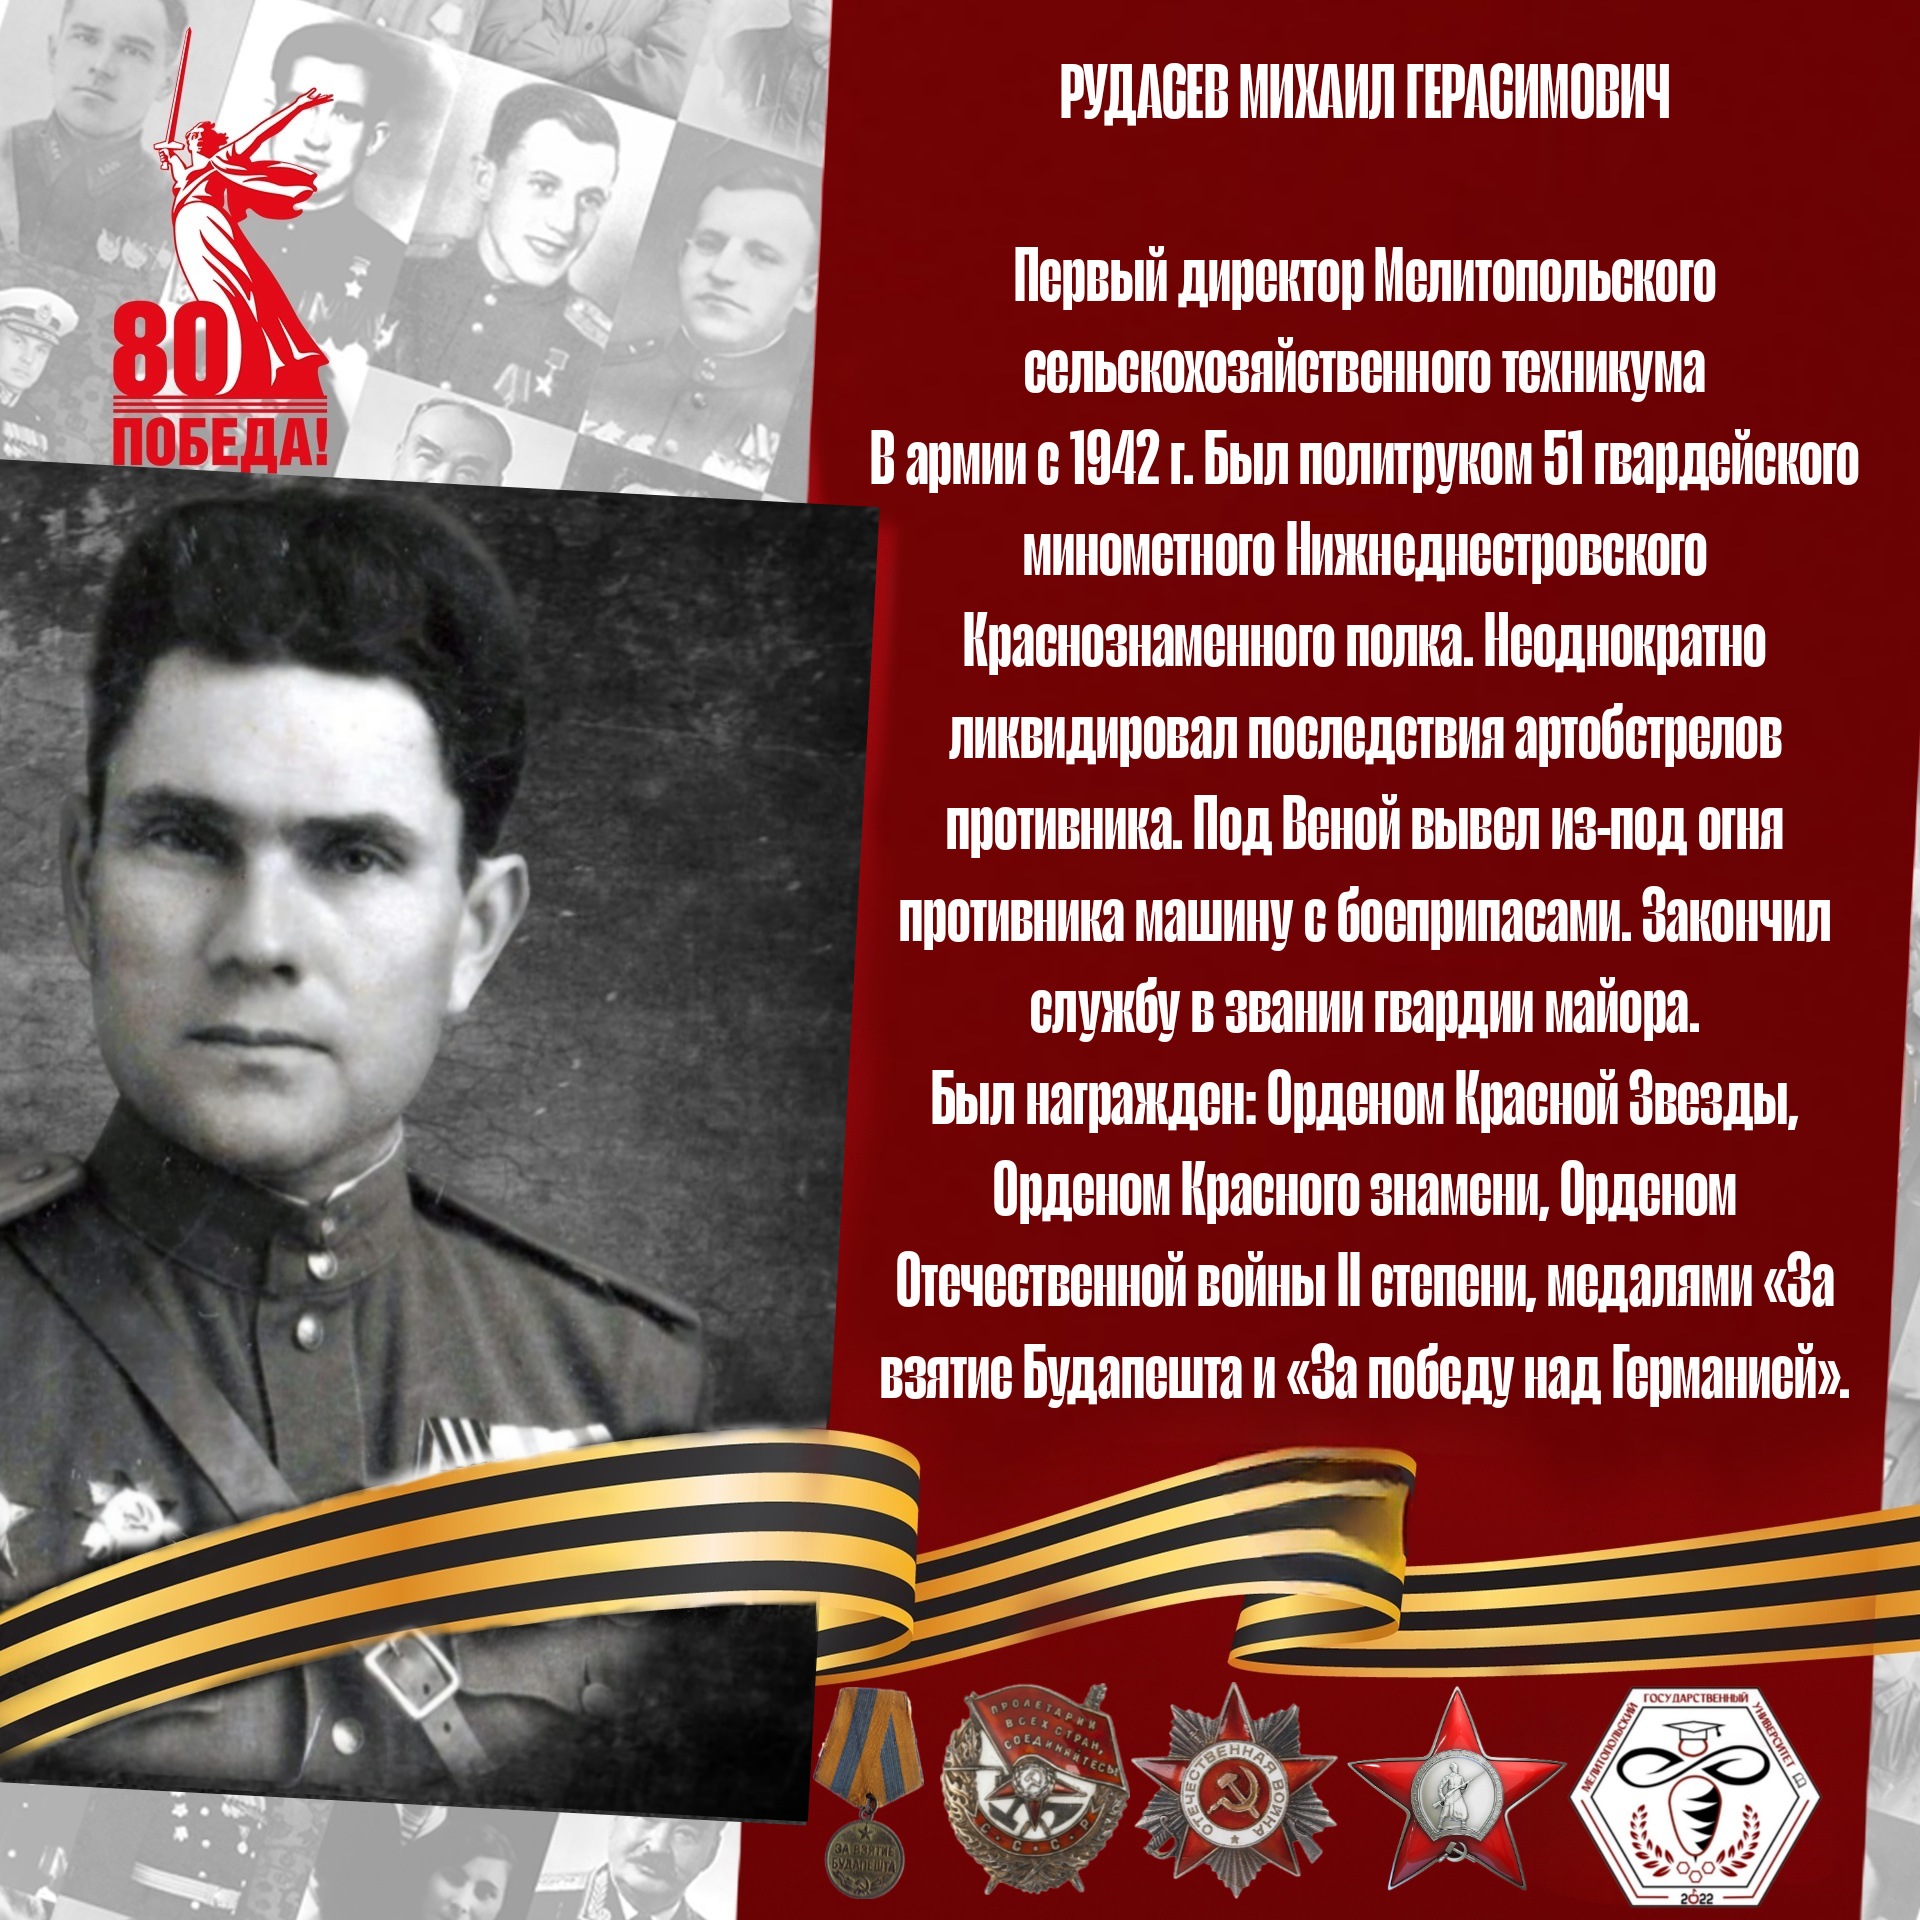 80
ПОБЕДА!
РУДАСЕВ МИХАИЛ ГЕРАСИМОВИЧ
Первый директор Мелитопольского
сельскохозяйственного техникума
В армии с 1942 г. Был политруком 51 гвардейского
минометного Нижнеднестровского
Краснознаменного полка. Неоднократно
ликвидировал последствия артобстрелов
противника. Под Веной вывел из-под огня
противника машину с боеприпасами. Закончил
службу в звании гвардии майора.
Был награжден: Орденом Красной Звезды,
Орденом Красного знамени, Орденом
Отечественной войны II степени, медалями «За
взятие Будапешта и «За победу над Германией».
ЗА ВЗЯТИЕ
БУДАПЕШТА
ПРОЛЕТАРИИ
ВСЕХ СТРАН,
СОЕДИНЯЙТЕСЬ!
СССР
ОТЕЧЕСТВЕННАЯ ВОЙНА
МЕЛИТОПОЛЬСКИЙ ГОСУДАРСТВЕННЫЙ УНИВЕРСИТЕТ
2022